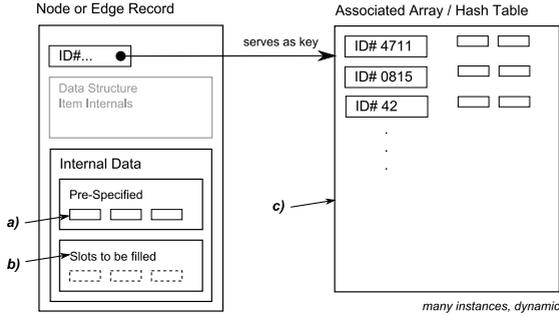 Node or Edge Record
ID#...
Data Structure
Item Internals
Internal Data
Pre-Specified
a)
b)
Slots to be filled
serves as key
Associated Array / Hash Table
ID# 4711
ID# 0815
ID# 42
.
.
.
c)
many instances, dynamic